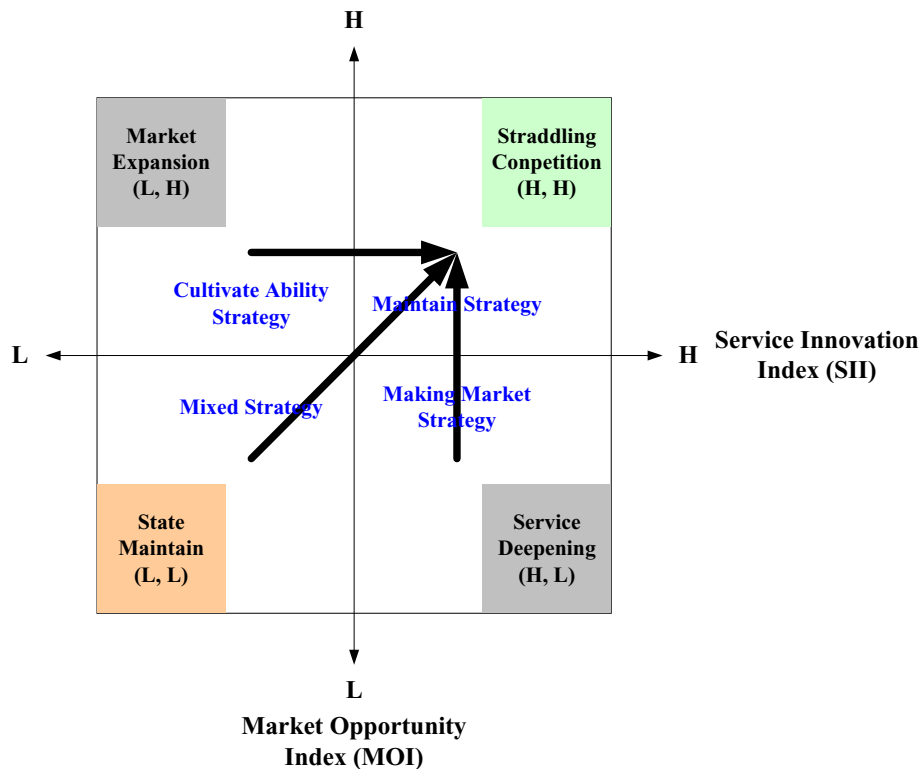 H
Market
Expansion
(L, H)
Straddling
Conpetition
(H, H)
Cultivate Ability
Strategy
Maintain Strategy
L
H
Service Innovation
Index (SII)
Mixed Strategy
Making Market
Strategy
State
Maintain
(L, L)
Service
Deepening
(H, L)
L
Market Opportunity
Index (MOI)